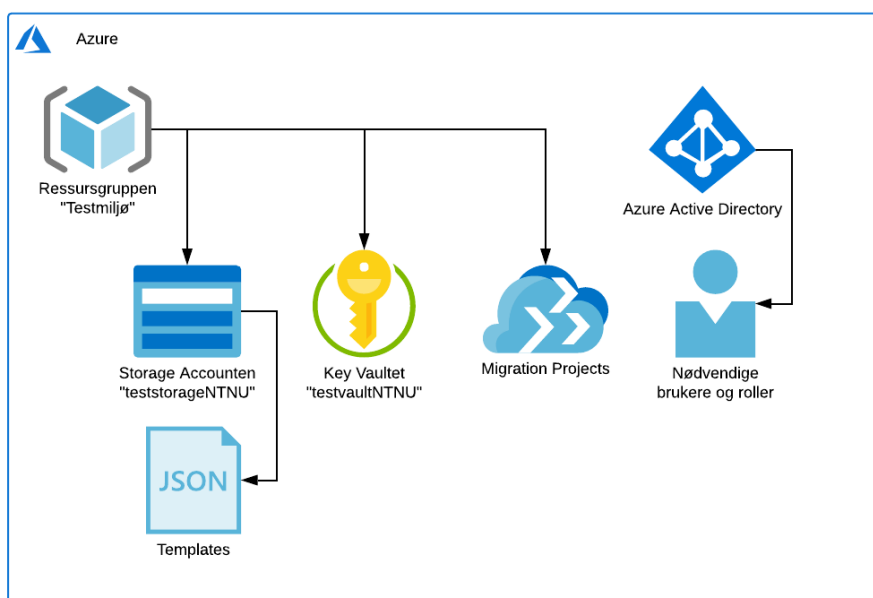 Azure
Ressursgruppen
"Testmiljø"
Azure Active Directory
Storage Accounten
"teststorageNTNU"
Key Vaultet
"testvaultNTNU"
Migration Projects
Nødvendige
brukere og roller
JSON
Templates